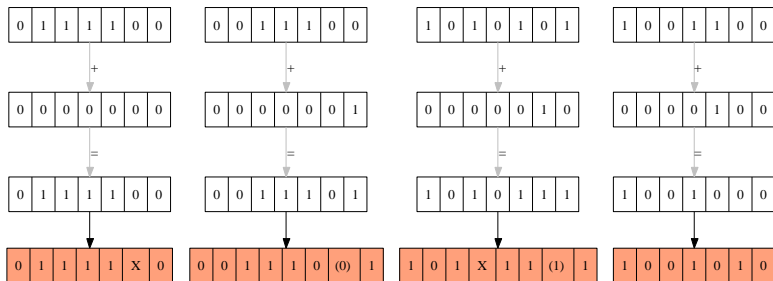 0 1 1 1 1 0 0 0 0 1 1 1 0 0 1 0 1 0 1 0 1 1 0 0 1 1 0 0
+ + + +
0 0 0 0 0 0 0 0 0 0 0 0 0 1 0 0 0 0 0 1 0 0 0 0 0 1 0 0
= = = =
0 1 1 1 1 0 0 0 0 1 1 1 0 1 1 0 1 0 1 1 1 1 0 0 1 0 0 0
0 1 1 1 1 X 0 0 0 1 1 1 0 (0) 1 1 0 1 X 1 1 (1) 1 1 0 0 1 0 1 0